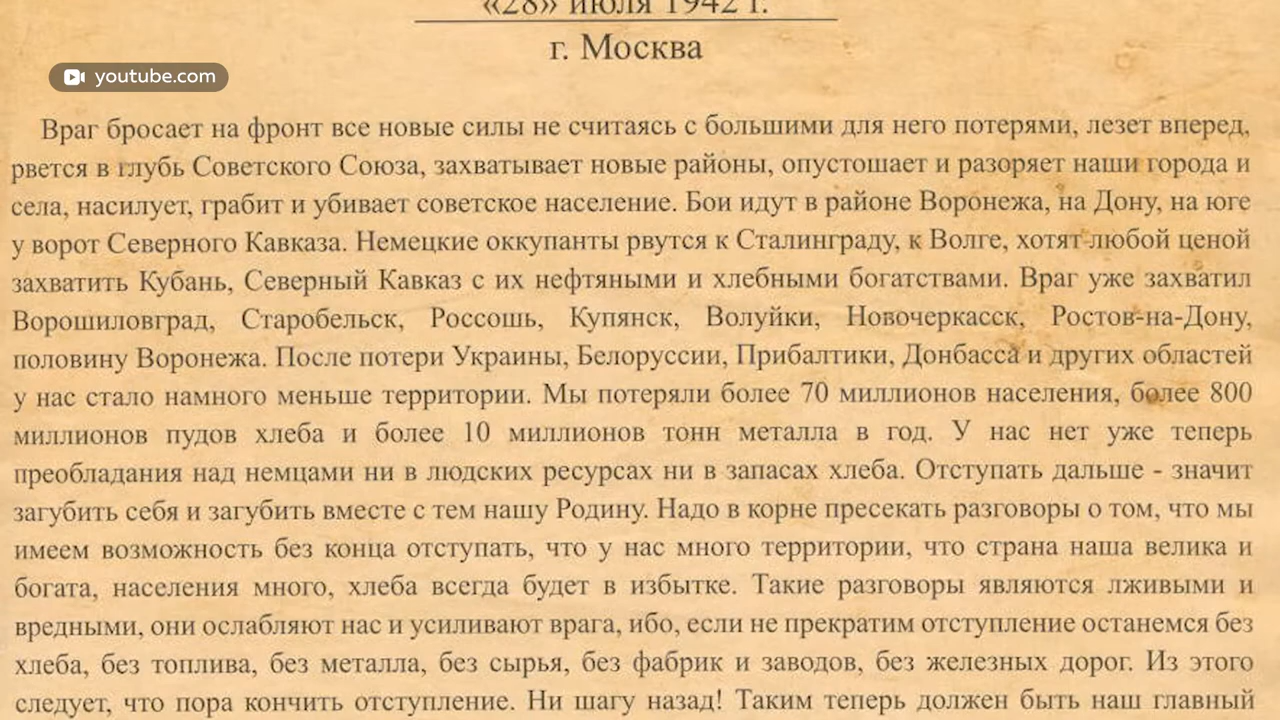 «28» июля 1942 г.
г. Москва
youtube.com
Враг бросает на фронт все новые силы не считаясь с большими для него потерями, лезет вперед,
рвется в глубь Советского Союза, захватывает новые районы, опустошает и разоряет наши города и
села, насилует, грабит и убивает советское население. Бои идут в районе Воронежа, на Дону, на юге
у ворот Северного Кавказа. Немецкие оккупанты рвутся к Сталинграду, к Волге, хотят любой ценой
захватить Кубань, Северный Кавказ с их нефтяными и хлебными богатствами. Враг уже захватил
Ворошиловград, Старобельск, Россошь, Купянск, Волуйки, Новочеркасск, Ростов-на-Дону,
половину Воронежа. После потери Украины, Белоруссии, Прибалтики, Донбасса и других областей
у нас стало намного меньше территории. Мы потеряли более 70 миллионов населения, более 800
миллионов пудов хлеба и более 10 миллионов тонн металла в год. У нас нет уже теперь
преобладания над немцами ни в людских ресурсах ни в запасах хлеба. Отступать дальше - значит
загубить себя и загубить вместе с тем нашу Родину. Надо в корне пресекать разговоры о том, что мы
имеем возможность без конца отступать, что у нас много территории, что страна наша велика и
богата, населения много, хлеба всегда будет в избытке. Такие разговоры являются лживыми и
вредными, они ослабляют нас и усиливают врага, ибо, если не прекратим отступление останемся без
хлеба, без топлива, без металла, без сырья, без фабрик и заводов, без железных дорог. Из этого
следует, что пора кончить отступление. Ни шагу назад! Таким теперь должен быть наш главный